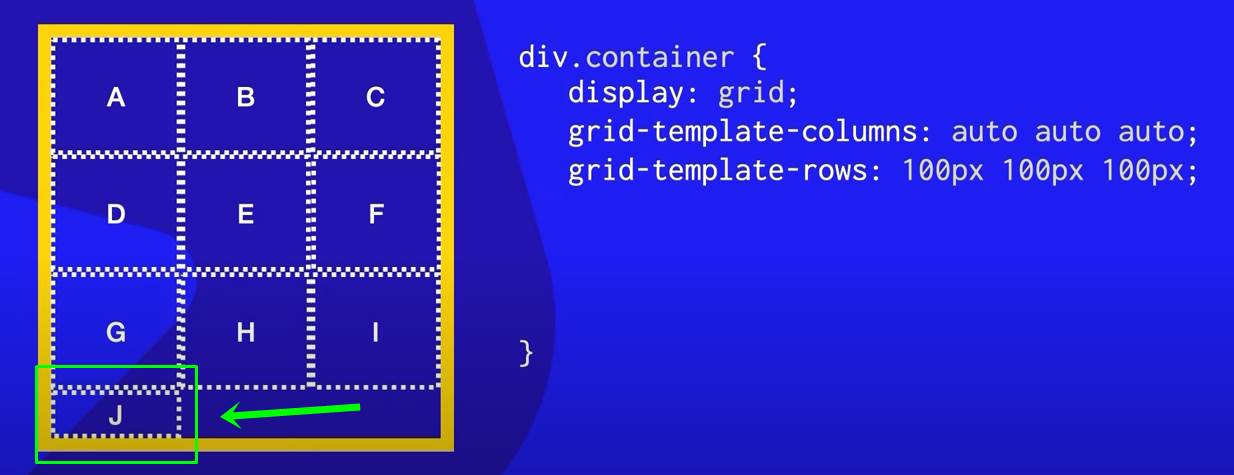 A B C
D E F
G H I
J
div.container {
display: grid;
grid-template-columns: auto auto auto;
grid-template-rows: 100px 100px 100px;
}